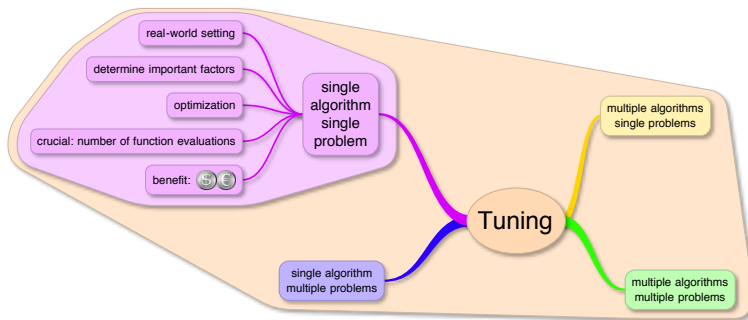 real-world setting
determine important factors
optimization
crucial: number of function evaluations
benefit: $ €
single
algorithm
single
problem
multiple algorithms
single problems
Tuning
single algorithm
multiple problems
multiple algorithms
multiple problems